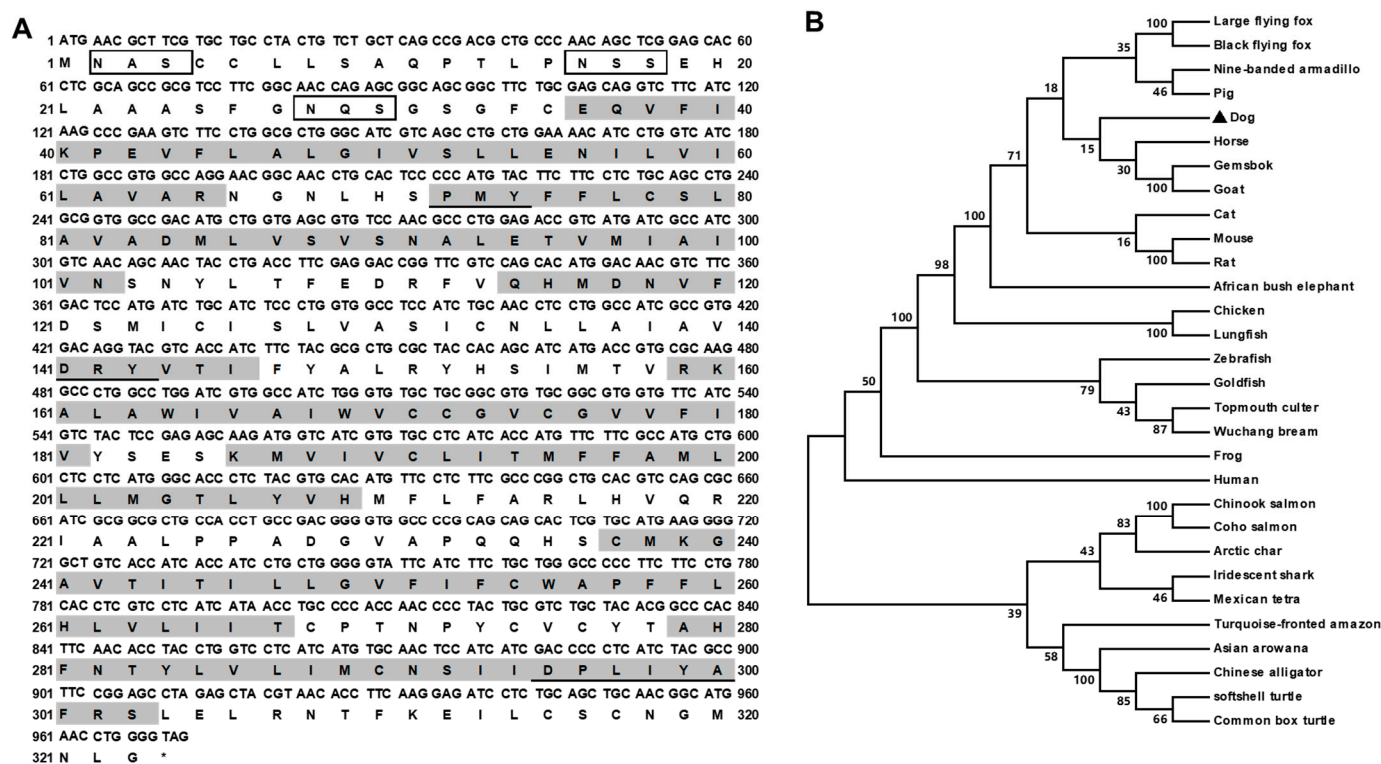 A
1 ATG AAC GCT TCG TGC TGC CCT ACT GTC TGC TCA GCC GAC GCT GCC CAA CAG CTC GGA GCA C 60
1 M N A S C C L L S A Q P T L P N S S E H 20
61 CTC GCA GCC GCG TCC TTC GGC AAC CAG AGC GGC AGC GGC TTC TGC GAG CAG GTC TTC ATC 120
21 L A A A S F G N Q S G S G F C E Q V F I 40
121 AAG CCC GAA GTC TTC CTG GCG CTG GGC ATC GTC AGC CTG CTG GAA AAC ATC CTG GTC ATC 180
40 K P E V F L A L G I V S L L E N I L V I 60
181 CTG GCC GTG GCC AGG AAC GGC AAC CTG CAC TCC CCC ATG TAC TTC TTC CTC TGC AGC CTG 240
61 L A V A R N G N L H S P M Y F F L C S L 80
241 GCG GTG GCC GAC ATG CTG GTG AGC GTG TCC AAC GCC CTG GAG ACC GTC ATG ATC GCC ATC 300
81 A V A D M L V S V S N A L E T V M I A I 100
301 GTC AAC AGC AAC TAC CTG ACC TTC GAG GAC CGG TTC GTC CAG CAC ATG GAC AAC GTC TTC 360
101 V N S N Y L T F E D R F V Q H M D N V F 120
361 GAC TCC ATG ATC TGC ATC TCC CTG GTG GCC TCC ATC TGC AAC CTC CTG GCC ATC GCC GTG 420
121 D S M I C I S L V A S I C N L L A I A V 140
421 GAC AGG TAC GTC ACC ATC TTC TAC GCG CTG CGC TAC CAC AGC ATC ATG ACC GTG CGC AAG 480
141 D R Y V T I F Y A L R Y H S I M T V R K 160
481 GCC CTG GCC TGG ATC GTG GCC ATC TGG GTG TGC TGC GGC GTG TGC GGC GTG GTG TTC ATC 540
161 A L A W I V A I W V C C G V C G V V F I 180
541 GTC TAC TCC GAG AGC AAG ATG GTC ATC GTG TGC CTC ATC ACC ATG TTC TTC GCC ATG CTG 600
181 V Y S E S K M V I V C L I T M F F A M L 200
601 CTC CTC ATG GGC ACC CTC TAC GTG CAC ATG TTC CTC TTC GCC CGG CTG CAC GTC CAG CGC 660
201 L L M G T L Y V H M F L F A R L H V Q R 220
661 ATC GCG GCG CTG CCA CCT GCC GAC GGG GTG GCC CCG CAG CAG CAC TCG TGC ATG AAG GGG 720
221 I A A L P P A D G V A P Q Q H S C M K G 240
721 GCT GTC ACC ATC ACC ATC CTG CTG GGG GTA TTC ATC TTC TGC TGG GCC CCC TTC TTC CTG 780
241 A V T I T I L L G V F I F C W A P F F L 260
781 CAC CTC GTC CTC ATC ATA ACC TGC CCC ACC AAC CCC TAC TGC GTC TGC TAC ACG GCC CAC 840
261 H L V L I I T C P T N P Y C V C Y T A H 280
841 TTC AAC ACC TAC CTG GTC CTC ATC ATG TGC AAC TCC ATC ATC GAC CCC CTC ATC TAC GCC 900
281 F N T Y L V L I M C N S I I D P L I Y A 300
901 TTC CGG AGC CTA GAG CTA CGT AAC ACC TTC AAG GAG ATC CTC TGC AGC TGC AAC GGC ATG 960
301 F R S L E L R N T F K E I L C S C N G M 320
961 AAC CTG GGG TAG
321 N L G *
B
100 Large flying fox
35 Black flying fox
Nine-banded armadillo
18 46 Pig
Dog
15 Horse
71 30 Gemsbok
100 Goat
100 Cat
16 Mouse
100 Rat
98 African bush elephant
Chicken
100 100 Lungfish
Zebrafish
79 Goldfish
50 43 Topmouth culter
87 Wuchang bream
Frog
Human
100 Chinook salmon
83 Coho salmon
43 Arctic char
Iridescent shark
39 46 Mexican tetra
Turquoise-fronted amazon
58 Asian arowana
100 Chinese alligator
85 softshell turtle
66 Common box turtle